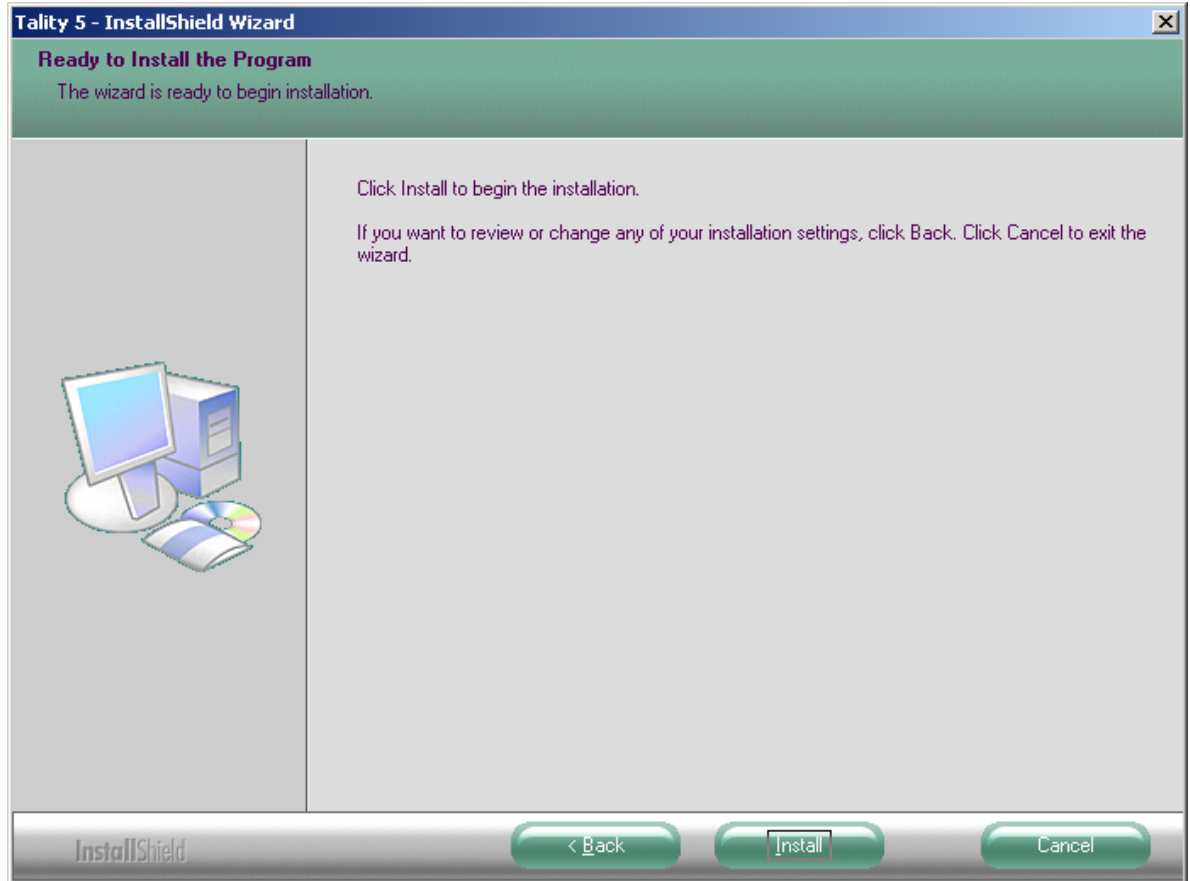 Tality 5 - InstallShield Wizard
Ready to Install the Program
The wizard is ready to begin installation.
Click Install to begin the installation.
If you want to review or change any of your installation settings, click Back. Click Cancel to exit the
wizard.
InstallShield
< Back
Install
Cancel